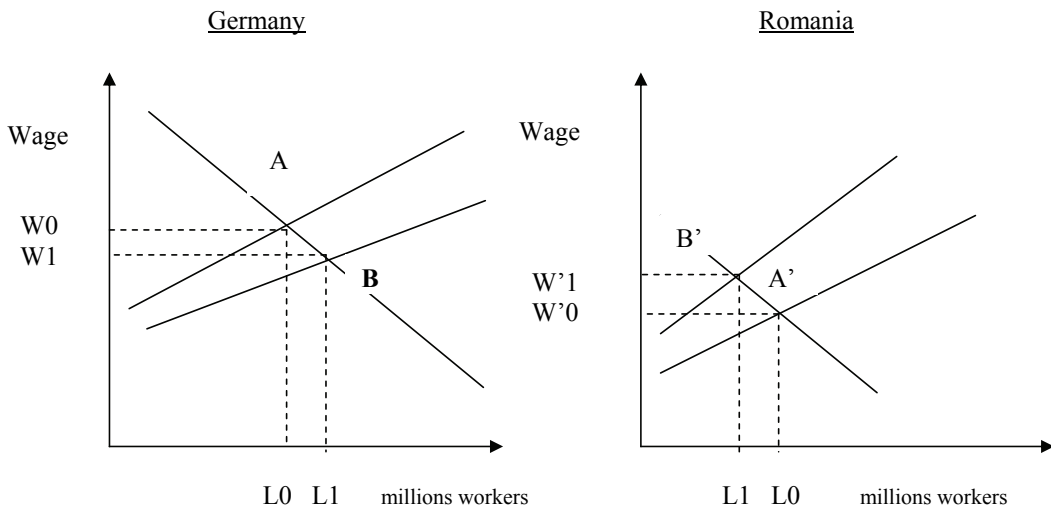 Germany
Romania
Wage
A
W0
W1
B
L0 L1 millions workers
Wage
B’
A’
W’1
W’0
L1 L0 millions workers